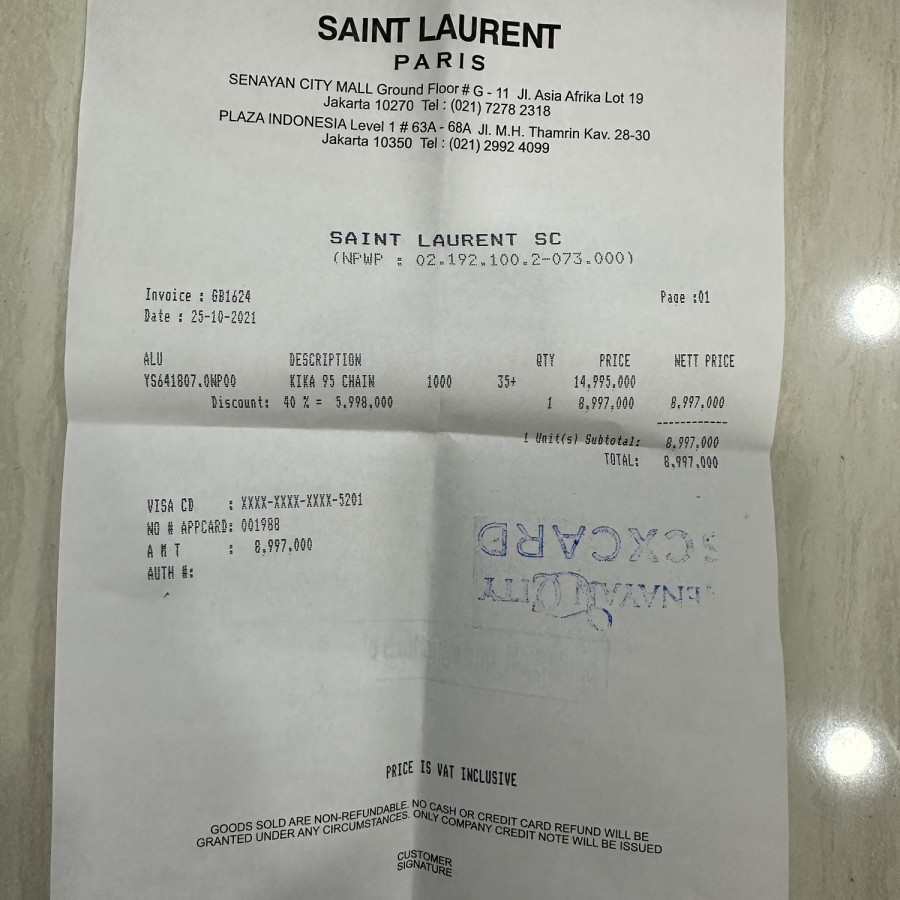 SAINT LAURENT
PARIS
SENAYAN CITY MALL Ground Floor # G - 11 Jl. Asia Afrika Lot 19
Jakarta 10270 Tel : (021) 7278 2318
PLAZA INDONESIA Level 1 # 63A - 68A Jl. M.H. Thamrin Kav. 28-30
Jakarta 10350 Tel : (021) 2992 4099
SAINT LAURENT SC
(NPWP : 02.192.100.2-073.000)
Invoice : GB1624 Page :01
Date : 25-10-2021
ALU DESCRIPTION QTY PRICE NETT PRICE
YS641807.0WP00 KIKA 95 CHAIN 1000 35+ 14,995,000
Discount: 40 % = 5,998,000 1 8,997,000 8,997,000
------------
1 Unit(s) Subtotal: 8,997,000
TOTAL: 8,997,000
VISA CD : XXXX-XXXX-XXXX-5201
NO # APPCARD: 001988
A M T : 8,997,000
AUTH #:
SCXCARD
SENAYAN CITY
PRICE IS VAT INCLUSIVE
GOODS SOLD ARE NON-REFUNDABLE. NO CASH OR CREDIT CARD REFUND WILL BE
GRANTED UNDER ANY CIRCUMSTANCES. ONLY COMPANY CREDIT NOTE WILL BE ISSUED
CUSTOMER
SIGNATURE